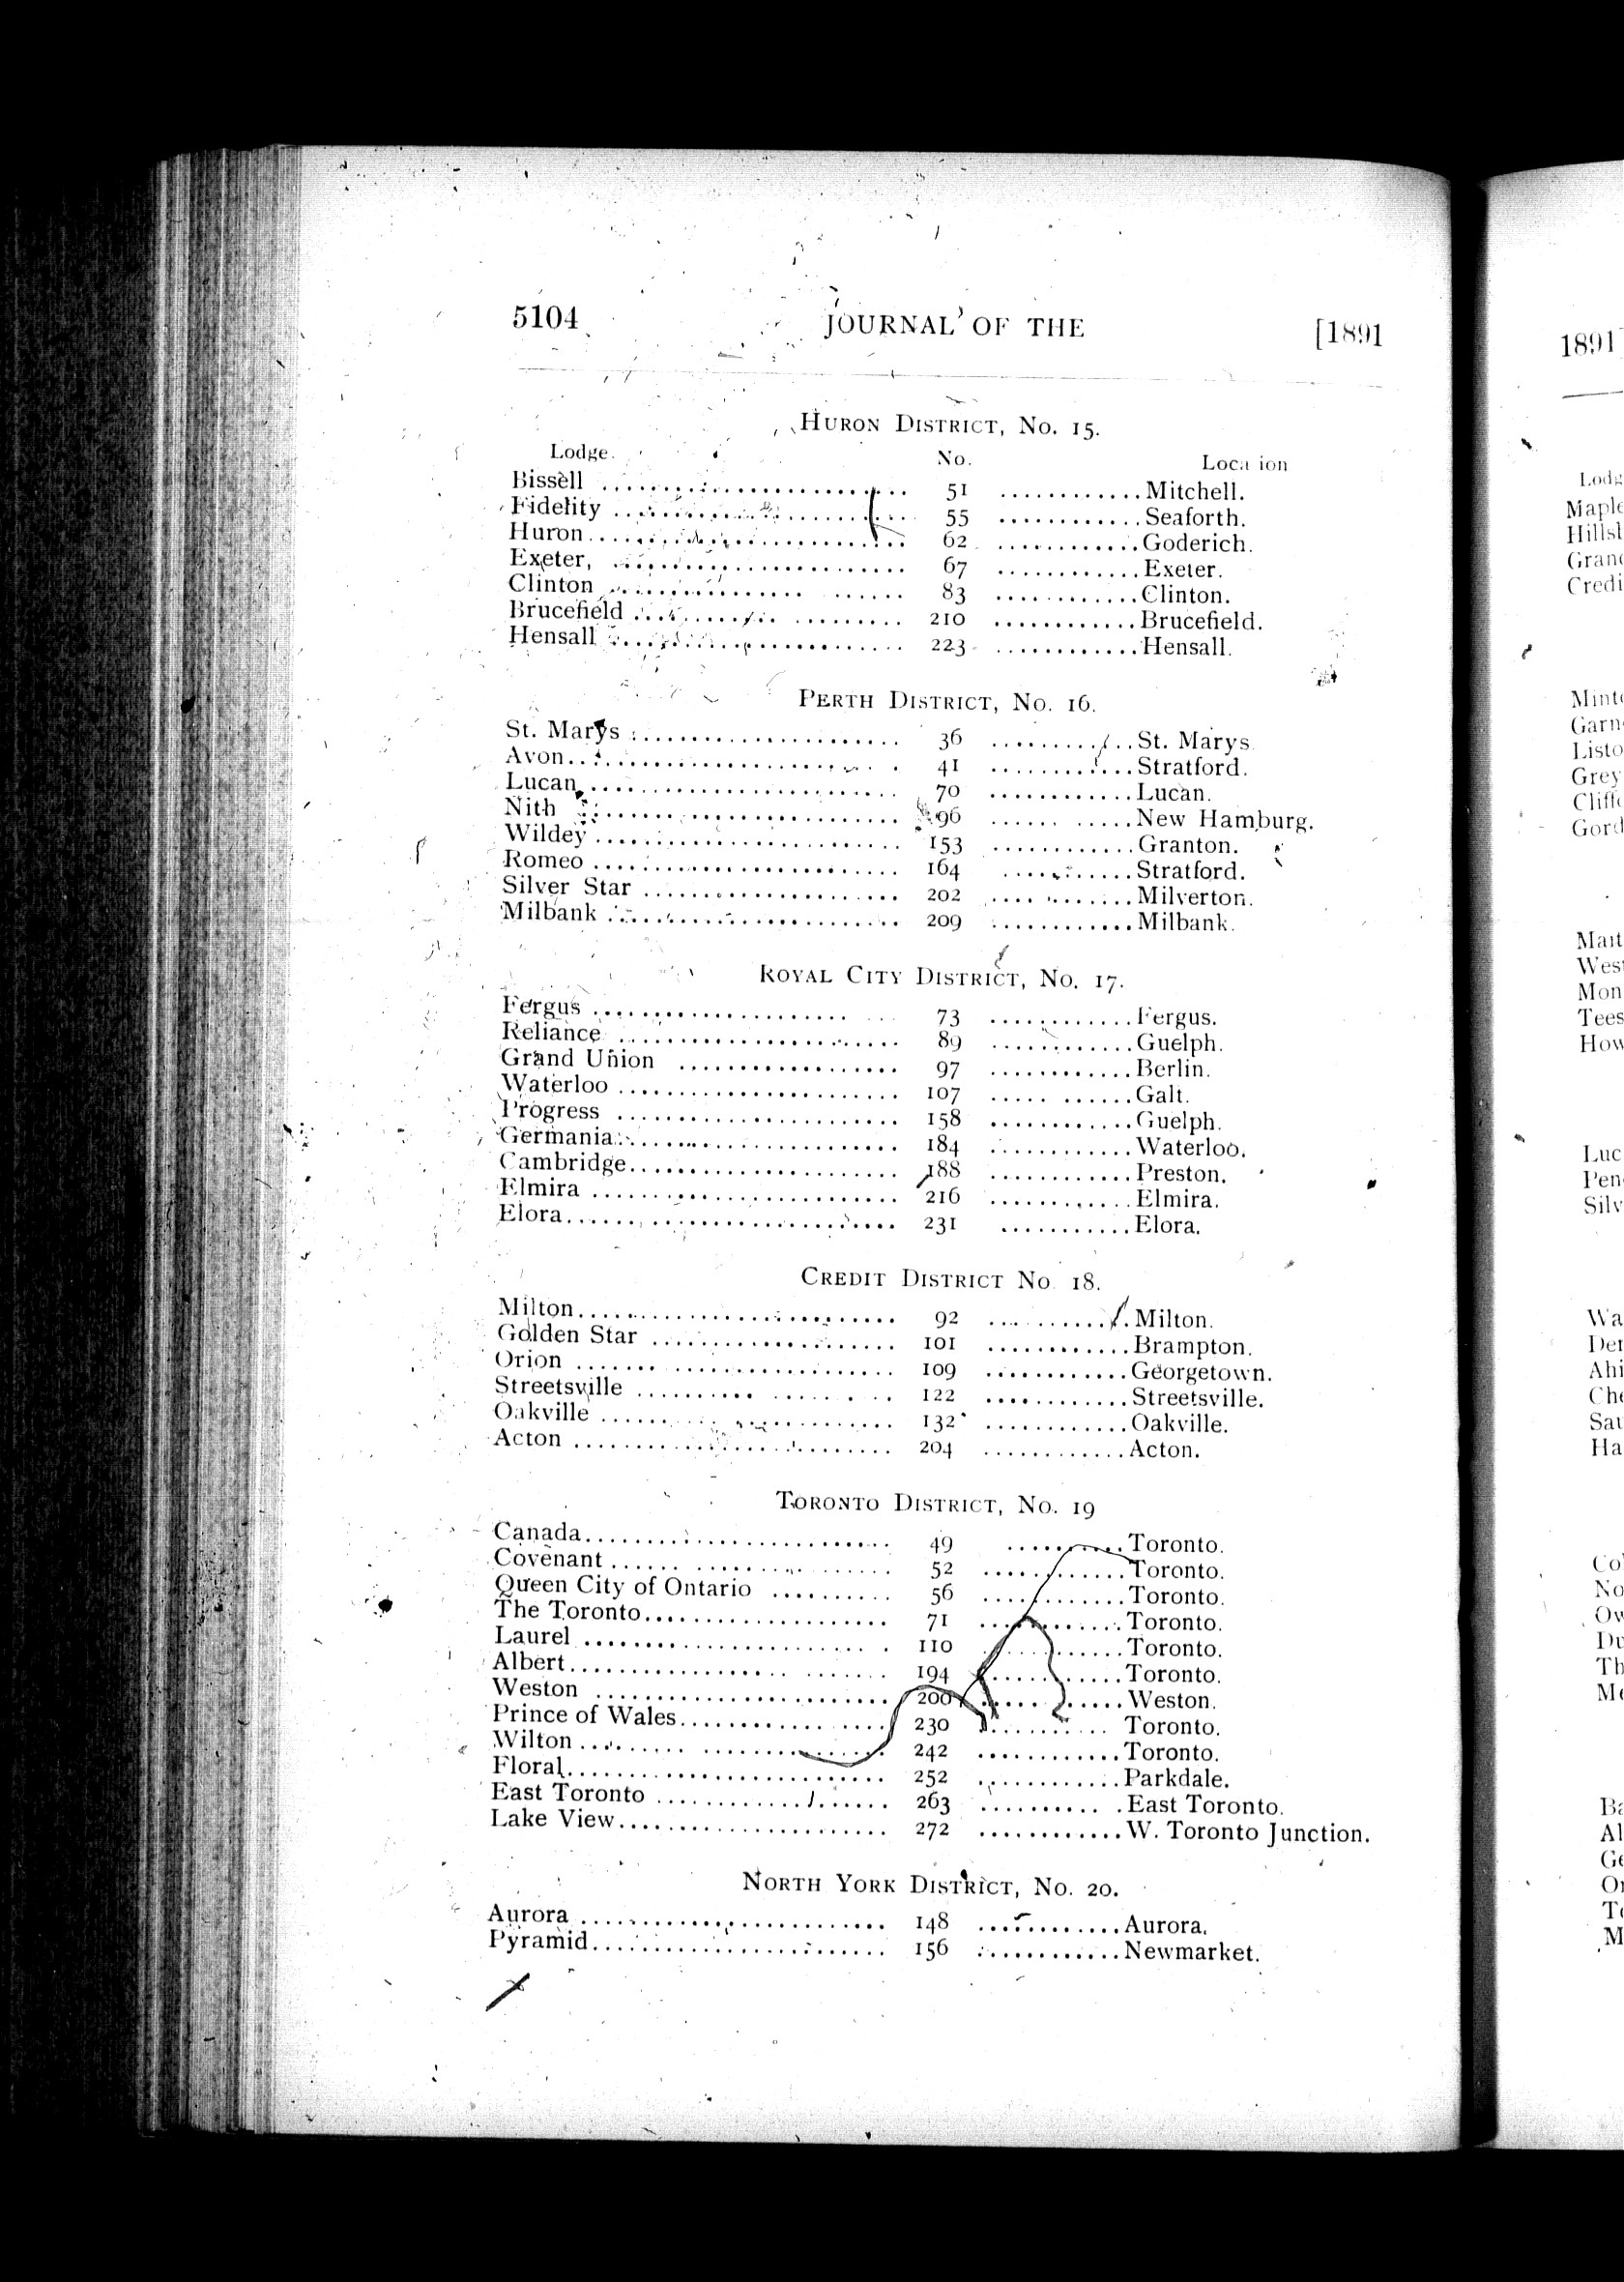 5104 JOURNAL OF THE [1891
HURON DISTRICT, No. 15.
Lodge. No. Loca ion
Bissell 51 Mitchell.
Fidelity 55 Seaforth.
Huron 62 Goderich.
Exeter, 67 Exeter.
Clinton 83 Clinton.
Brucefield 210 Brucefield.
Hensall 223 Hensall.
PERTH DISTRICT, No. 16.
St. Marys 36 St. Marys
Avon 41 Stratford.
Lucan 70 Lucan.
Nith 96 New Hamburg.
Wildey 153 Granton.
Romeo 164 Stratford.
Silver Star 202 Milverton.
Milbank 209 Milbank.
ROYAL CITY DISTRICT, No. 17.
Fergus 73 Fergus.
Reliance 89 Guelph.
Grand Union 97 Berlin.
Waterloo 107 Galt.
Progress 158 Guelph.
Germania 184 Waterloo.
Cambridge 188 Preston.
Elmira 216 Elmira.
Elora 231 Elora.
CREDIT DISTRICT No 18.
Milton 92 Milton.
Golden Star 101 Brampton.
Orion 109 Georgetown.
Streetsville 122 Streetsville.
Oakville 132 Oakville.
Acton 204 Acton.
TORONTO DISTRICT, No. 19
Canada 49 Toronto.
Covenant 52 Toronto.
Queen City of Ontario 56 Toronto.
The Toronto 71 Toronto.
Laurel 110 Toronto.
Albert 194 Toronto.
Weston 200 Weston.
Prince of Wales 230 Toronto.
Wilton 242 Toronto.
Floral 252 Parkdale.
East Toronto 263 East Toronto.
Lake View 272 W. Toronto Junction.
NORTH YORK DISTRICT, No. 20.
Aurora 148 Aurora.
Pyramid 156 Newmarket.
1891